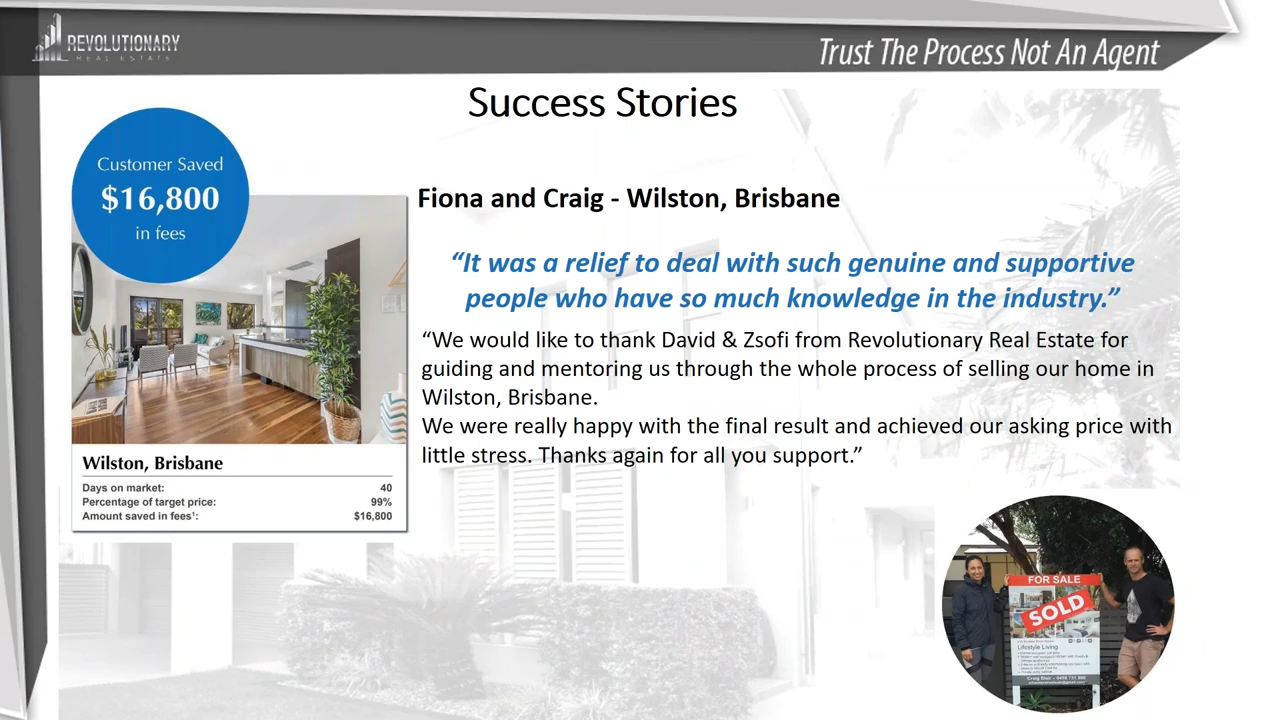 REVOLUTIONARY
REAL ESTATE
Trust The Process Not An Agent
Success Stories
Customer Saved
$16,800
in fees
Fiona and Craig - Wilston, Brisbane
“It was a relief to deal with such genuine and supportive
people who have so much knowledge in the industry.”
“We would like to thank David & Zsofi from Revolutionary Real Estate for
guiding and mentoring us through the whole process of selling our home in
Wilston, Brisbane.
We were really happy with the final result and achieved our asking price with
little stress. Thanks again for all you support.”
Wilston, Brisbane
Days on market: 40
Percentage of target price: 99%
Amount saved in fees¹: $16,800
FOR SALE
SOLD
Lifestyle Living